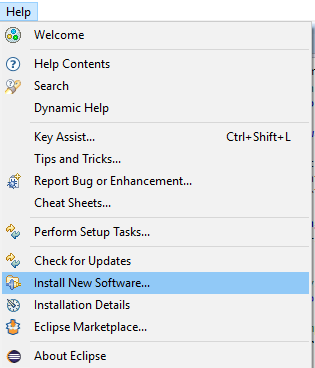 Help
Welcome
Help Contents
Search
Dynamic Help
Key Assist... Ctrl+Shift+L
Tips and Tricks...
Report Bug or Enhancement...
Cheat Sheets...
Perform Setup Tasks...
Check for Updates
Install New Software...
Installation Details
Eclipse Marketplace...
About Eclipse